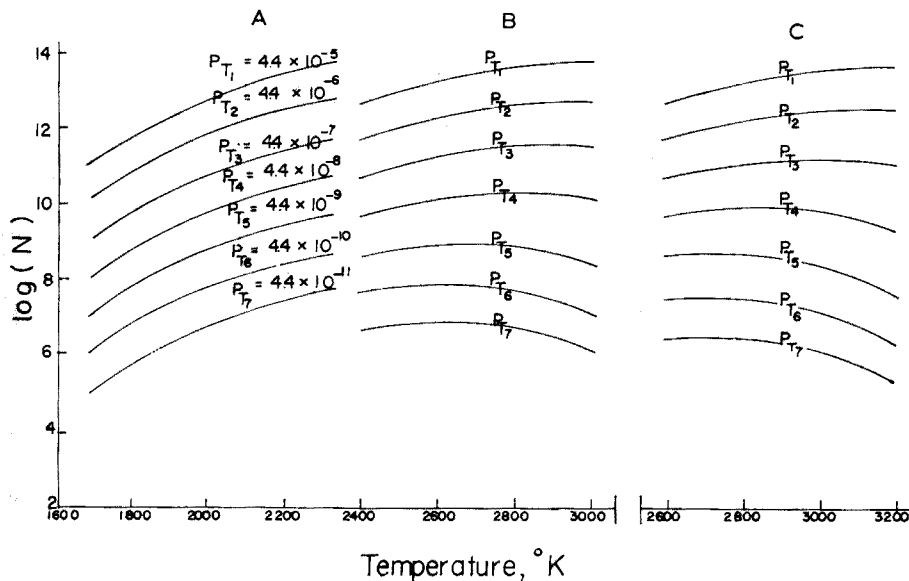 A B C
14
12
10
8
6
4
2
log(N)
P_T1 = 4.4 × 10^-5
P_T2 = 44 × 10^-6
P_T3 = 4.4 × 10^-7
P_T4 = 4.4 × 10^-8
P_T5 = 4.4 × 10^-9
P_T6 = 4.4 × 10^-10
P_T7 = 4.4 × 10^-11
P_T1
P_T2
P_T3
P_T4
P_T5
P_T6
P_T7
P_T1
P_T2
P_T3
P_T4
P_T5
P_T6
P_T7
1600 1800 2000 2200 2400 2600 2800 3000 2600 2800 3000 3200
Temperature, °K